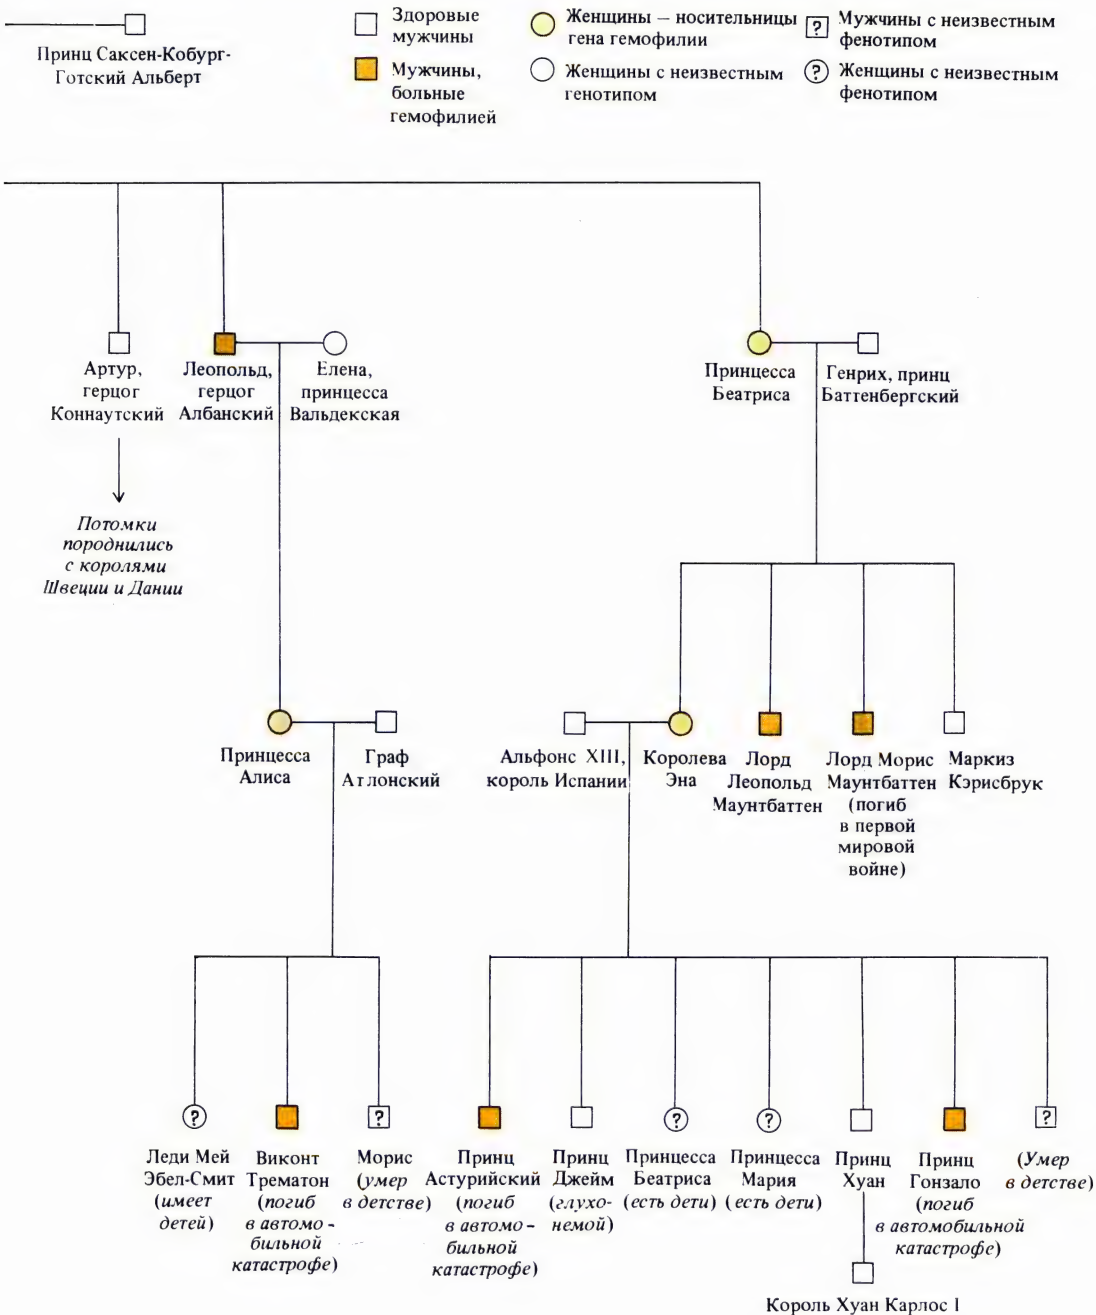 Принц Саксен-Кобург-
Готский Альберт
Здоровые
мужчины
Мужчины,
больные
гемофилией
Женщины – носительницы
гена гемофилии
Женщины с неизвестным
генотипом
? Мужчины с неизвестным
фенотипом
? Женщины с неизвестным
фенотипом
Артур,
герцог
Коннаутский
Леопольд,
герцог
Албанский
Елена,
принцесса
Вальдекская
Принцесса
Беатриса
Генрих, принц
Баттенбергский
Потомки
породнились
с королями
Швеции и Дании
Принцесса
Алиса
Граф
Атлонский
Альфонс XIII,
король Испании
Королева
Эна
Лорд
Леопольд
Маунтбаттен
Лорд Морис
Маунтбаттен
(погиб
в первой
мировой
войне)
Маркиз
Кэрисбрук
?
Леди Мей
Эбел-Смит
(имеет
детей)
Виконт
Трематон
(погиб
в автомо-
бильной
катастрофе)
?
Морис
(умер
в детстве)
Принц
Астурийский
(погиб
в автомо-
бильной
катастрофе)
Принц
Джейм
(глухо-
немой)
?
Принцесса
Беатриса
(есть дети)
?
Принцесса
Мария
(есть дети)
Принц
Хуан
Принц
Гонзало
(погиб
в автомобильной
катастрофе)
?
(Умер
в детстве)
Король Хуан Карлос I